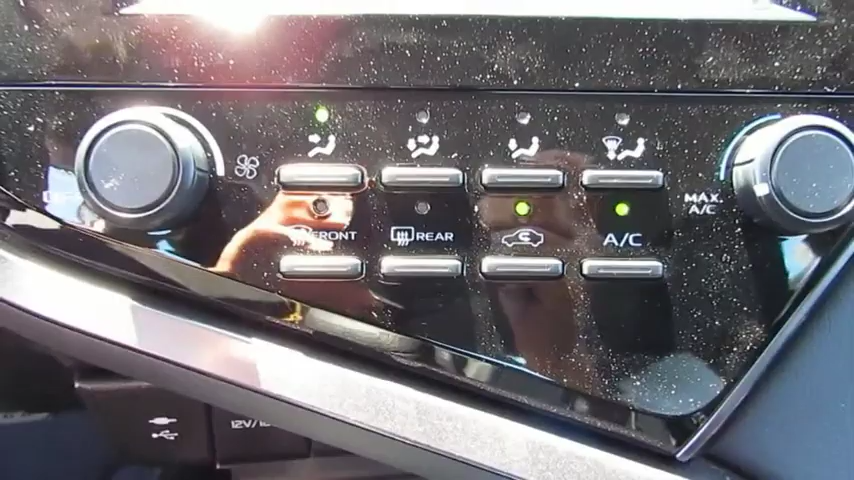 MAX
A/C
FRONT
REAR
A/C
12V/